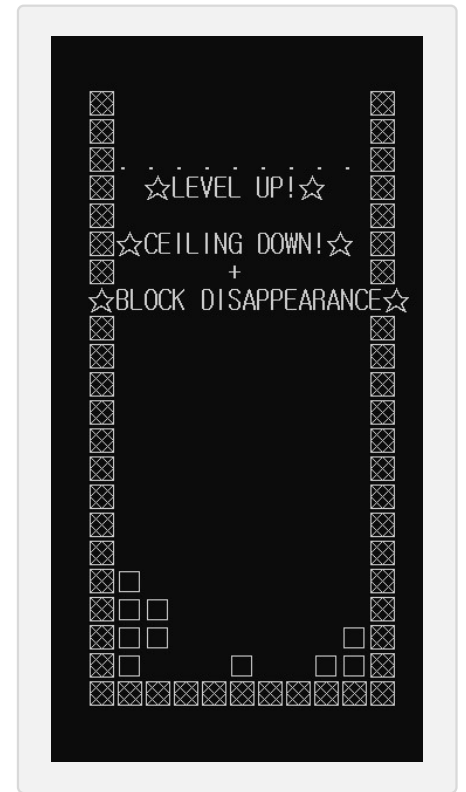 ☆LEVEL UP!☆
☆CEILING DOWN!☆
+
☆BLOCK DISAPPEARANCE☆